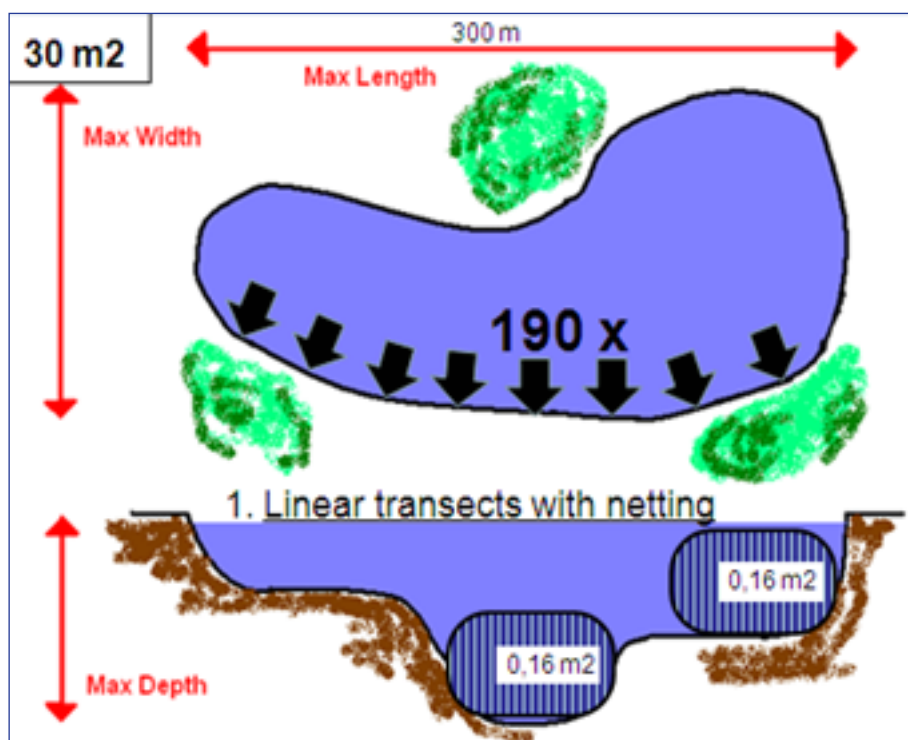 30 m2
300 m
Max Length
Max Width
190 x
1. Linear transects with netting
0,16 m2
0,16 m2
Max Depth